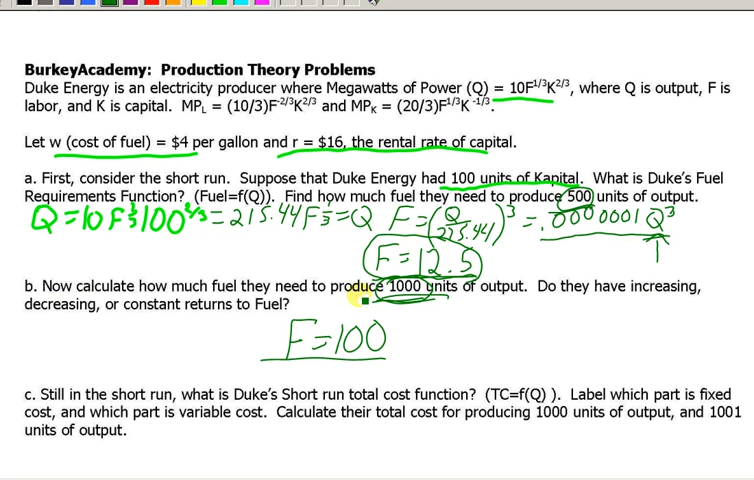 BurkeyAcademy: Production Theory Problems
Duke Energy is an electricity producer where Megawatts of Power (Q) = 10F^1/3K^2/3, where Q is output, F is
labor, and K is capital. MPL = (10/3)F^-2/3K^2/3 and MPK = (20/3)F^1/3K^-1/3.
Let w (cost of fuel) = $4 per gallon and r = $16, the rental rate of capital.
a. First, consider the short run. Suppose that Duke Energy had 100 units of Kapital. What is Duke's Fuel
Requirements Function? (Fuel=f(Q)). Find how much fuel they need to produce 500 units of output.
Q=10F^1/3 100^2/3 = 215.44F^1/3=Q F=(Q/215.44)^3 = .0000001Q^3
F=12.5
b. Now calculate how much fuel they need to produce 1000 units of output. Do they have increasing,
decreasing, or constant returns to Fuel?
F=100
c. Still in the short run, what is Duke's Short run total cost function? (TC=f(Q) ). Label which part is fixed
cost, and which part is variable cost. Calculate their total cost for producing 1000 units of output, and 1001
units of output.